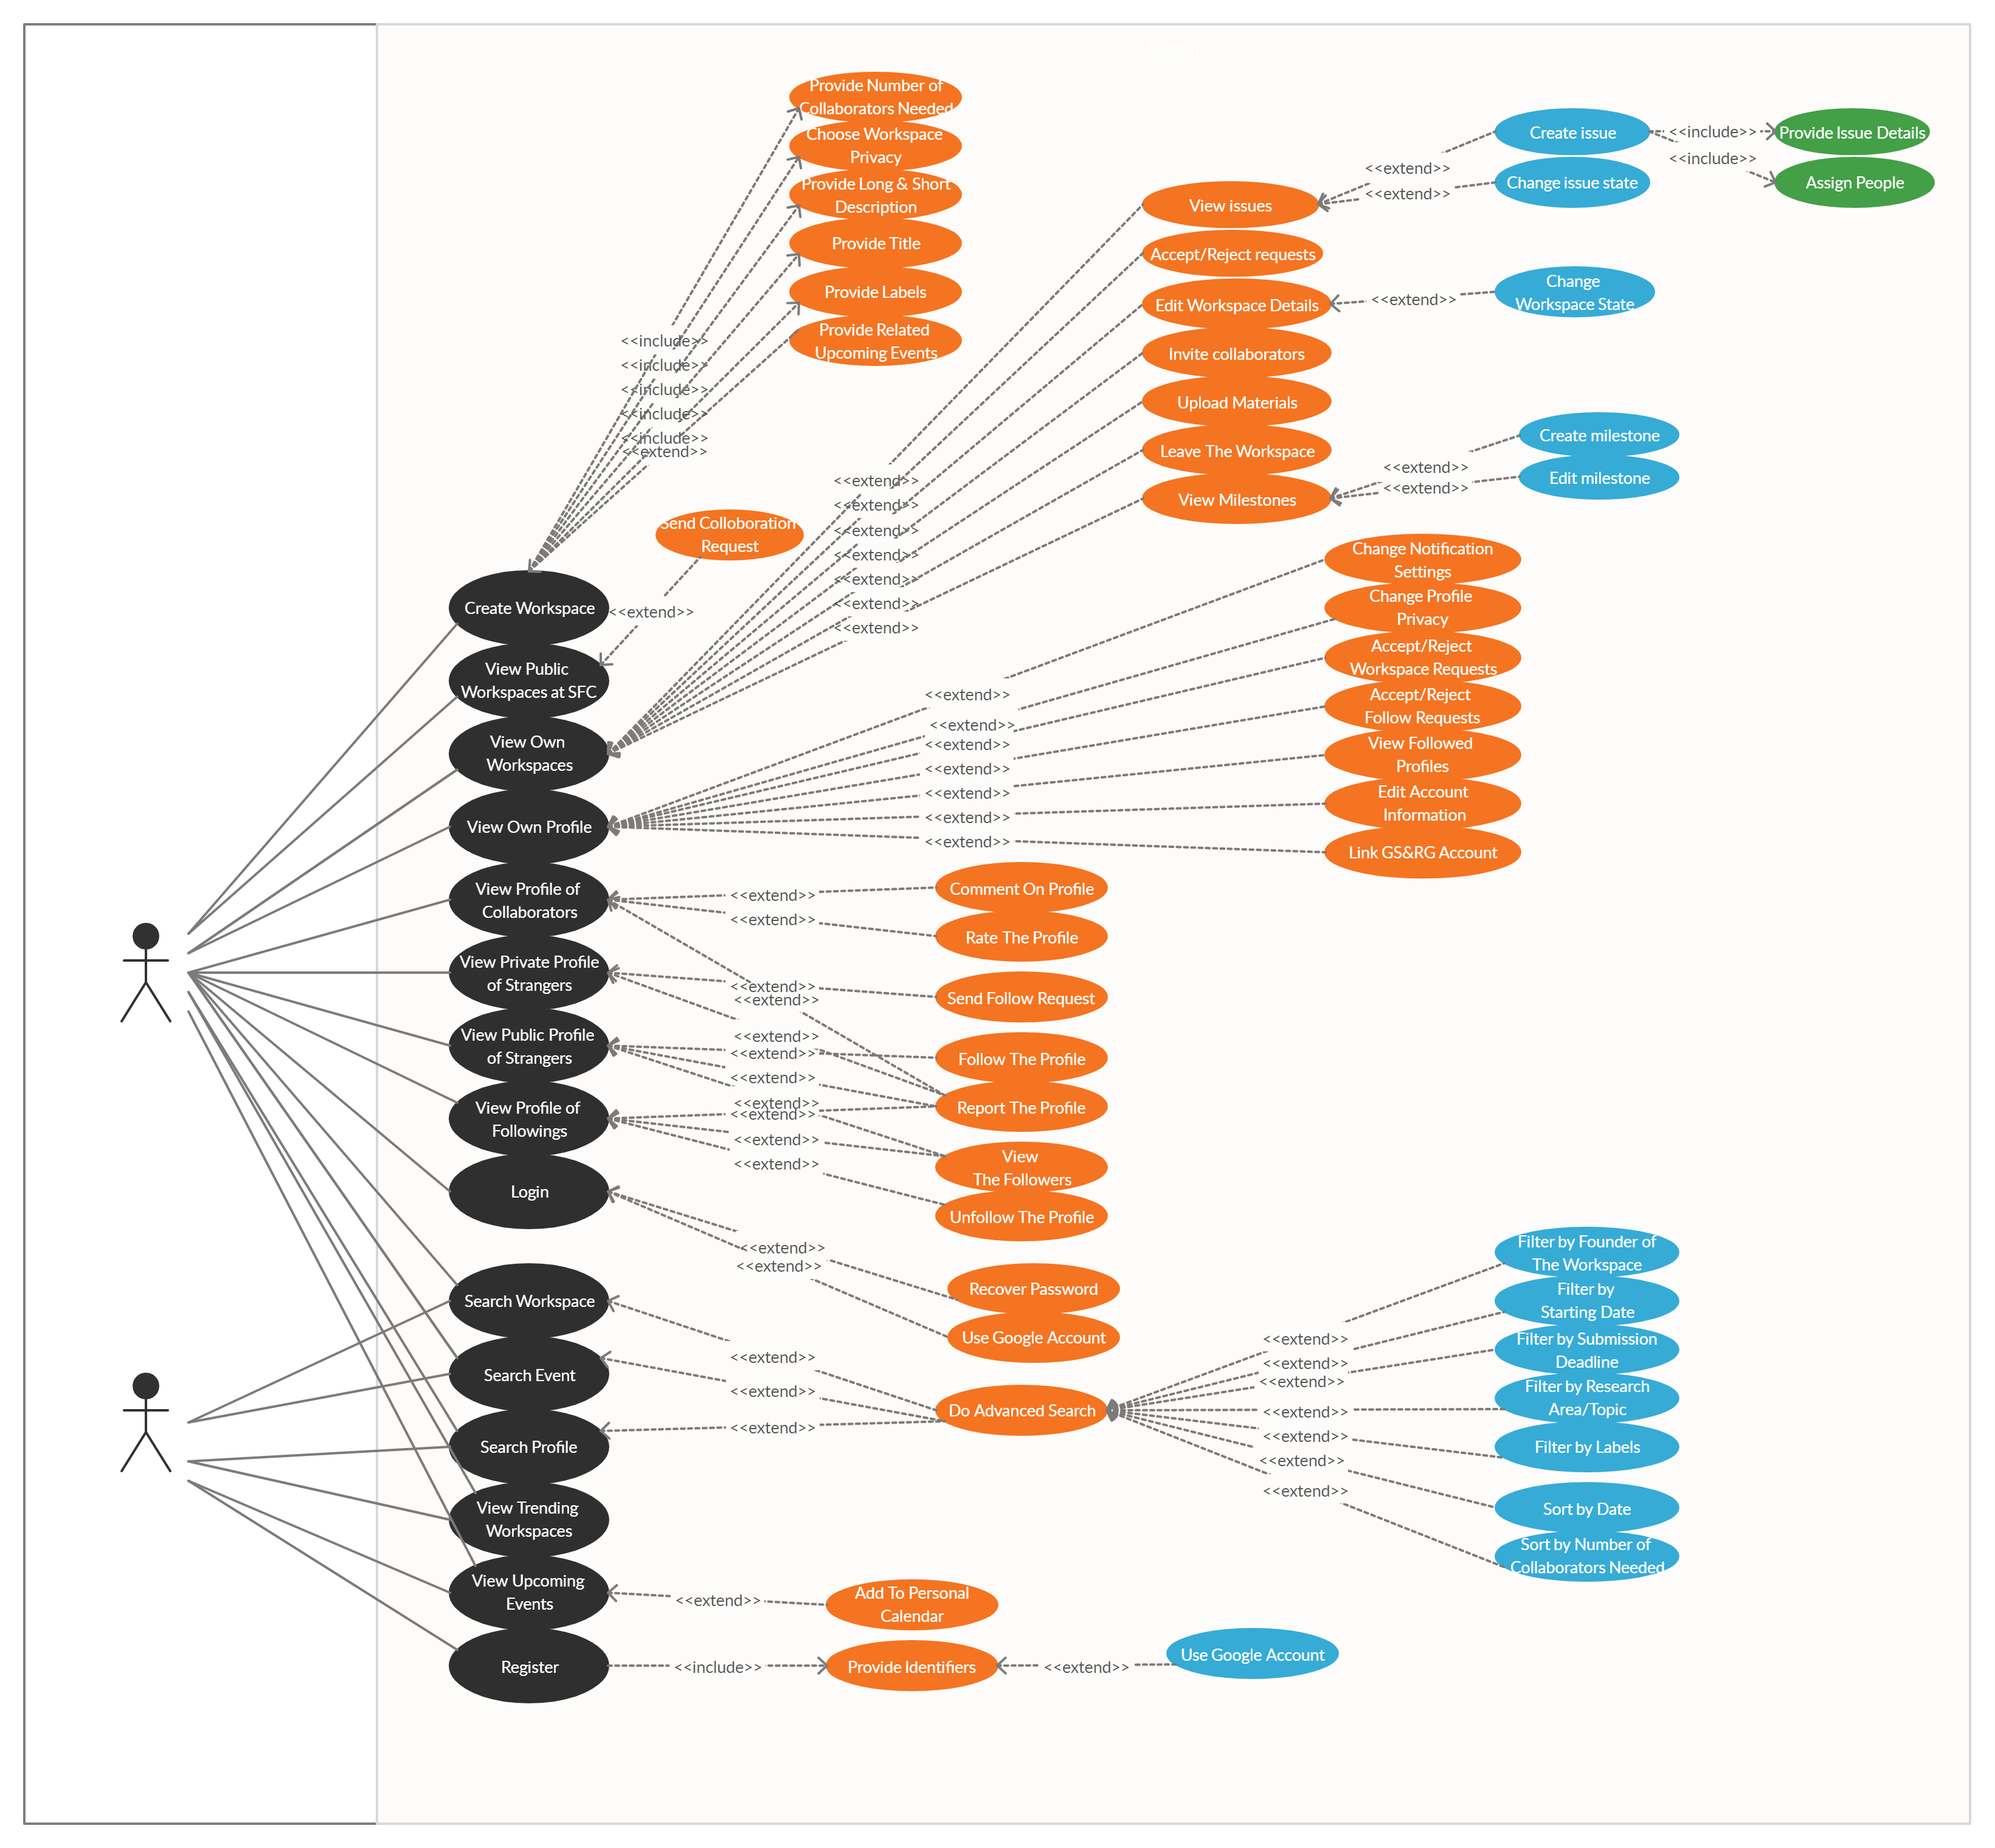 Provide Number of
Collaborators Needed
Choose Workspace
Privacy
Provide Long & Short
Description
Provide Title
Provide Labels
Provide Related
Upcoming Events
<<include>>
<<include>>
<<include>>
<<include>>
<<include>>
<<extend>>
Create issue
<<include>>
Provide Issue Details
<<include>>
<<extend>>
Change issue state
Assign People
<<extend>>
View issues
Accept/Reject requests
Edit Workspace Details
<<extend>>
Change
Workspace State
Invite collaborators
Upload Materials
Leave The Workspace
View Milestones
Create milestone
<<extend>>
<<extend>>
Edit milestone
<<extend>>
<<extend>>
<<extend>>
<<extend>>
<<extend>>
<<extend>>
<<extend>>
Send Colloboration
Request
<<extend>>
Create Workspace
View Public
Workspaces at SFC
View Own
Workspaces
View Own Profile
Change Notification
Settings
Change Profile
Privacy
Accept/Reject
Workspace Requests
Accept/Reject
Follow Requests
View Followed
Profiles
Edit Account
Information
Link GS&RG Account
<<extend>>
<<extend>>
<<extend>>
<<extend>>
<<extend>>
<<extend>>
<<extend>>
View Profile of
Collaborators
<<extend>>
Comment On Profile
<<extend>>
Rate The Profile
View Private Profile
of Strangers
<<extend>>
<<extend>>
Send Follow Request
View Public Profile
of Strangers
<<extend>>
<<extend>>
Follow The Profile
<<extend>>
Report The Profile
View Profile of
Followings
<<extend>>
<<extend>>
<<extend>>
View
The Followers
<<extend>>
Unfollow The Profile
Login
<<extend>>
<<extend>>
Recover Password
Use Google Account
Search Workspace
<<extend>>
Search Event
<<extend>>
Do Advanced Search
<<extend>>
Search Profile
Filter by Founder of
The Workspace
Filter by
Starting Date
Filter by Submission
Deadline
Filter by Research
Area/Topic
Filter by Labels
Sort by Date
Sort by Number of
Collaborators Needed
<<extend>>
<<extend>>
<<extend>>
<<extend>>
<<extend>>
<<extend>>
<<extend>>
View Trending
Workspaces
View Upcoming
Events
<<extend>>
Add To Personal
Calendar
Register
<<include>>
Provide Identifiers
<<extend>>
Use Google Account